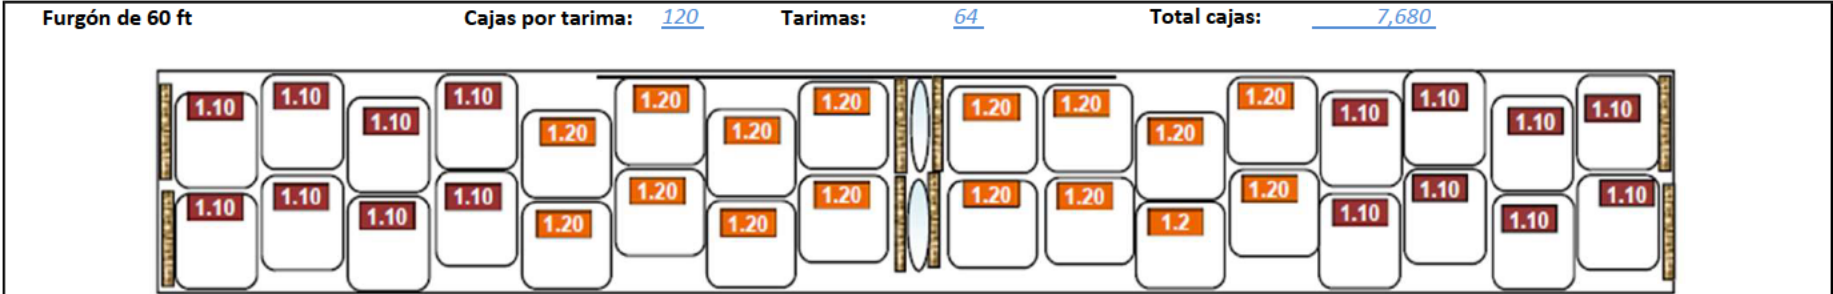 Furgón de 60 ft Cajas por tarima: 120 Tarimas: 64 Total cajas: 7,680
1.10 1.10 1.10 1.10 1.20 1.20 1.20 1.20 1.20 1.20 1.20 1.20 1.10 1.10 1.10 1.10
1.10 1.10 1.10 1.10 1.20 1.20 1.20 1.20 1.20 1.20 1.2 1.20 1.10 1.10 1.10 1.10